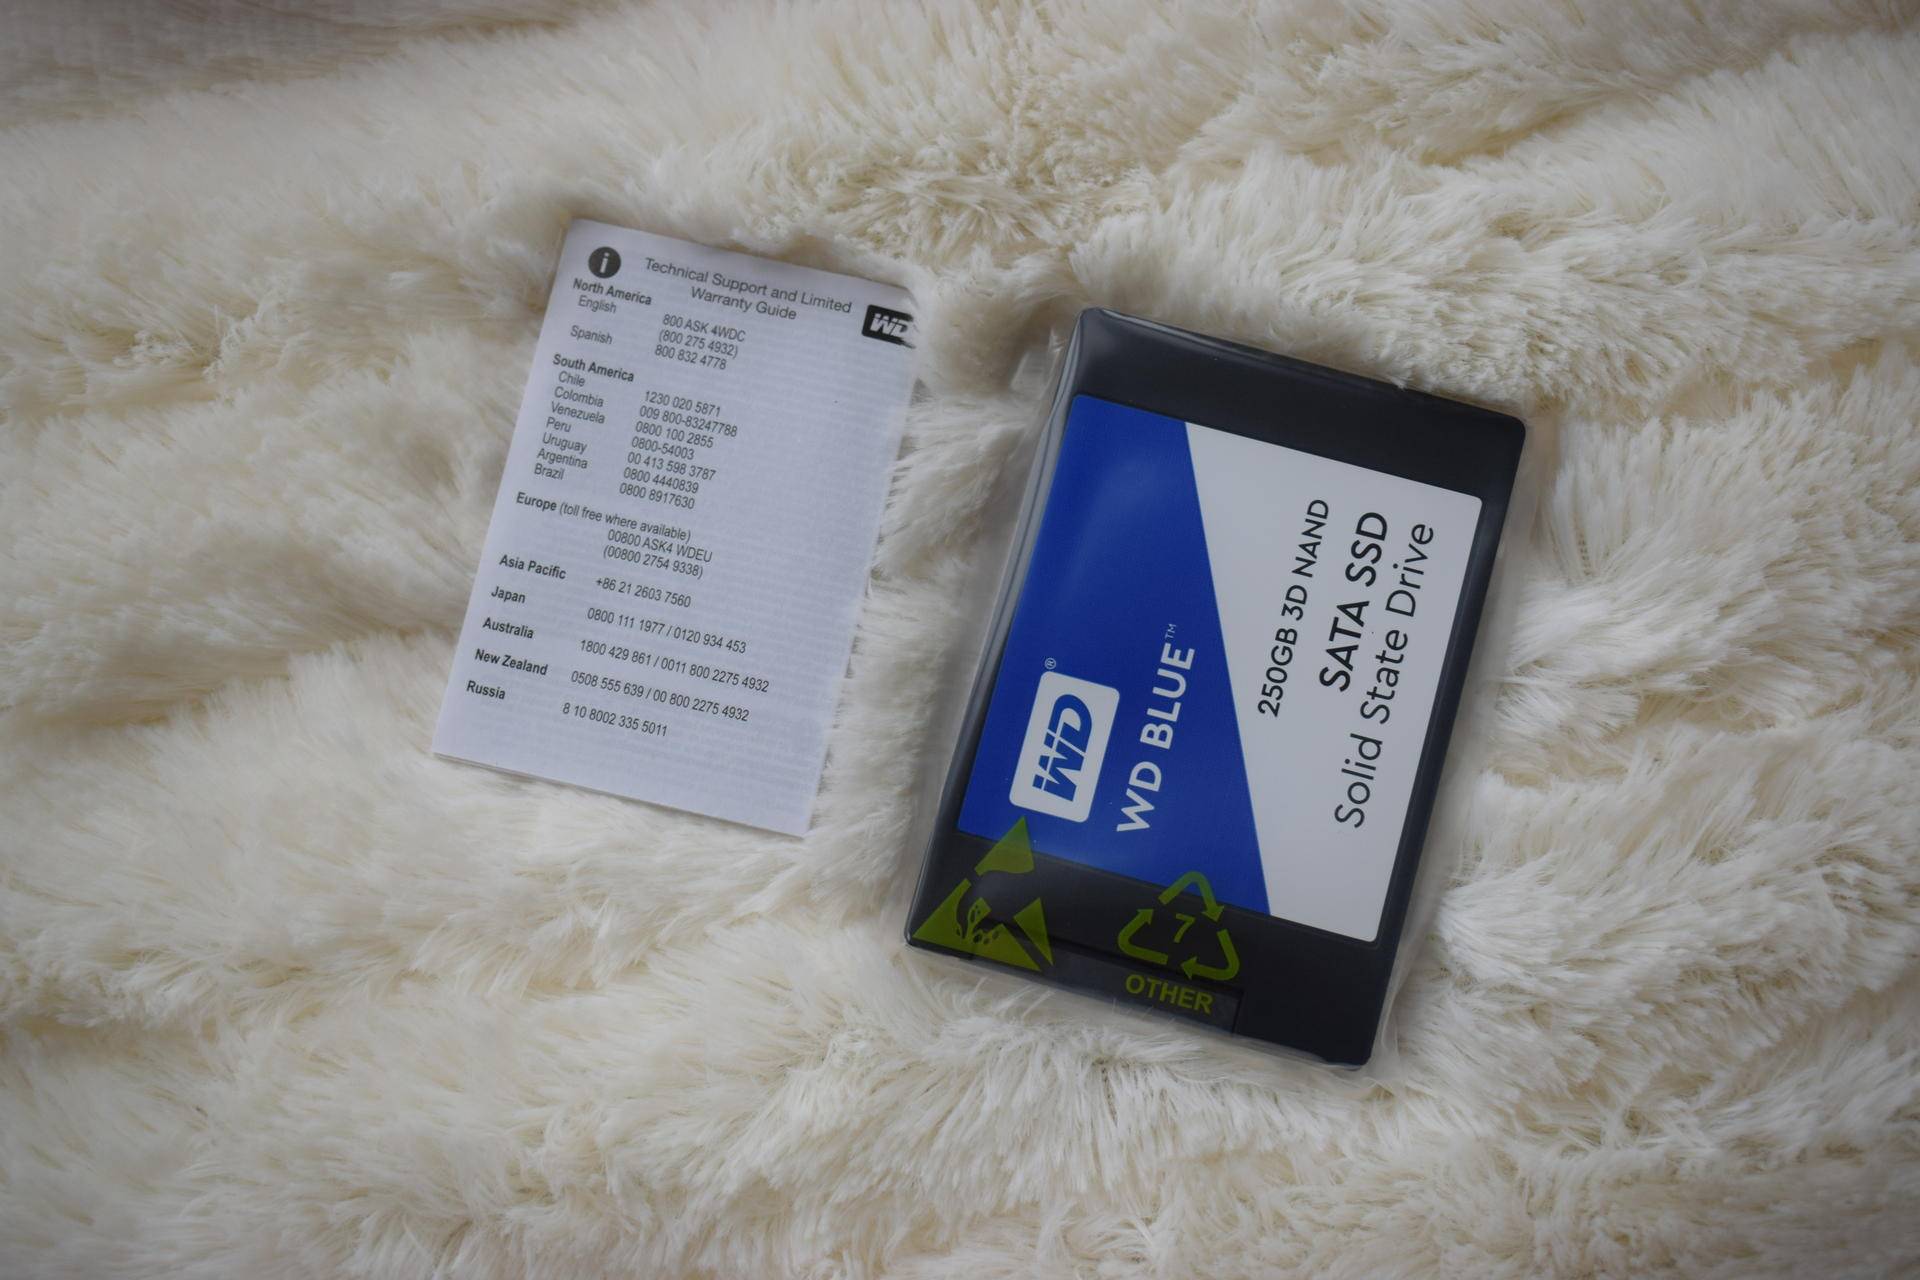 i
Technical Support and Limited
Warranty Guide
WD
North America
English 800 ASK 4WDC
(800 275 4932)
Spanish 800 832 4778
South America
Chile 1230 020 5871
Colombia 009 800-83247788
Venezuela 0800 100 2855
Peru 0800-54003
Uruguay 00 413 598 3787
Argentina 0800 4440839
Brazil 0800 8917630
Europe (toll free where available)
00800 ASK4 WDEU
(00800 2754 9338)
Asia Pacific +86 21 2603 7560
Japan 0800 111 1977 / 0120 934 453
Australia 1800 429 861 / 0011 800 2275 4932
New Zealand 0508 555 639 / 00 800 2275 4932
Russia 8 10 8002 335 5011
WD®
WD BLUE™
250GB 3D NAND
SATA SSD
Solid State Drive
7
OTHER